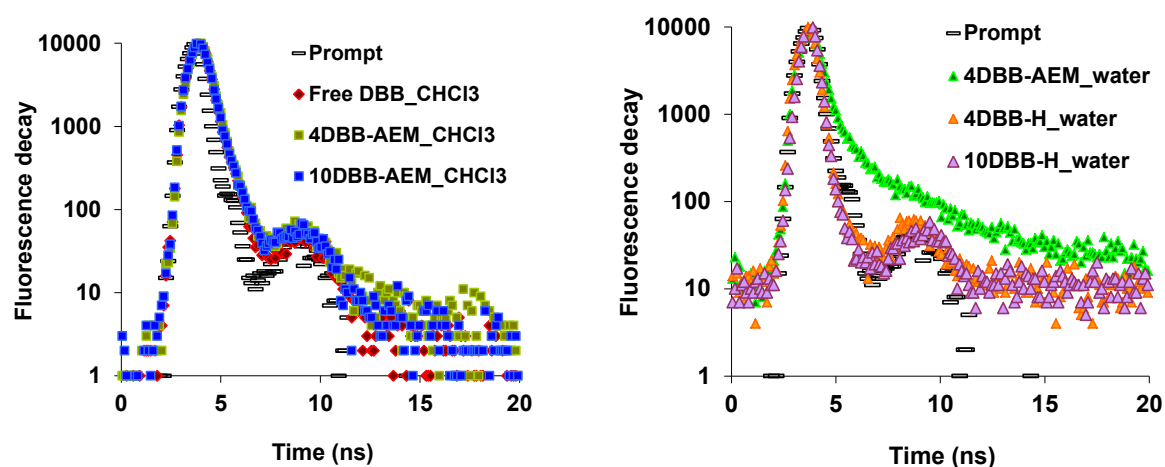 10000
1000
100
10
1
0
5
10
15
20
Fluorescence decay
Time (ns)
Prompt
Free DBB_CHCl3
4DBB-AEM_CHCl3
10DBB-AEM_CHCl3
10000
1000
100
10
1
0
5
10
15
20
Fluorescence decay
Time (ns)
Prompt
4DBB-AEM_water
4DBB-H_water
10DBB-H_water